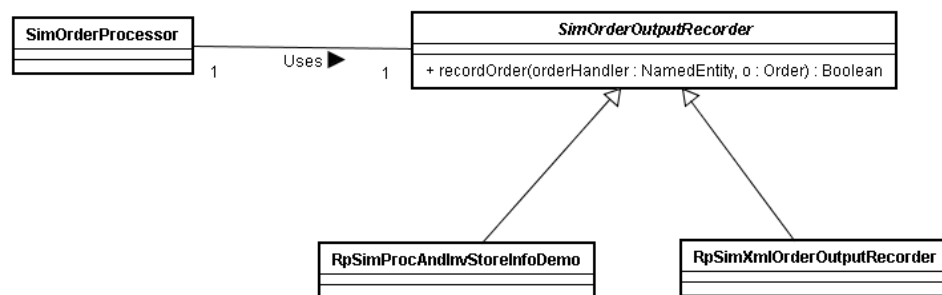 SimOrderProcessor
SimOrderOutputRecorder
+ recordOrder(orderHandler : NamedEntity, o : Order) : Boolean
1 Uses 1
RpSimProcAndInvStoreInfoDemo
RpSimXmlOrderOutputRecorder